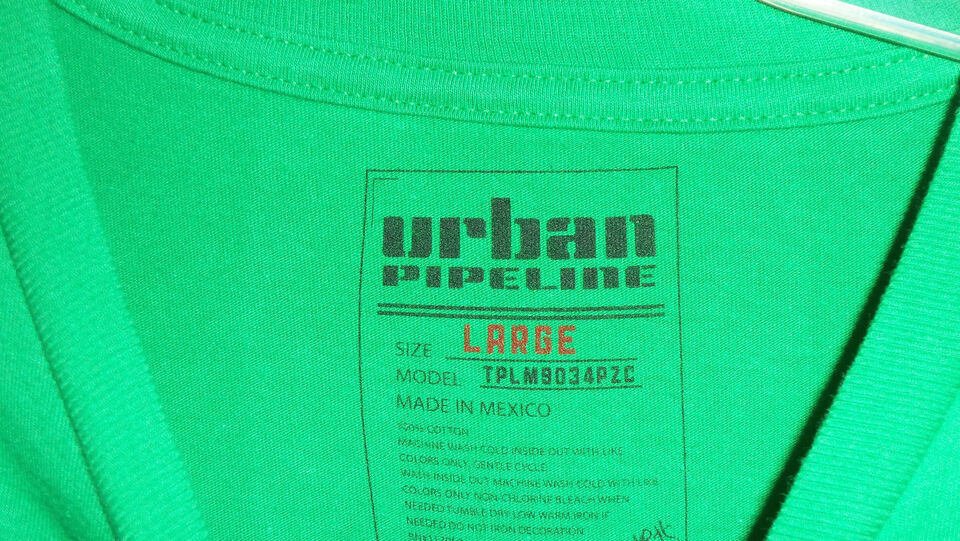 urban
PIPELINE
SIZE LARGE
MODEL TPLM9034PZC
MADE IN MEXICO
100% COTTON
MACHINE WASH COLD INSIDE OUT WITH LIKE
COLORS ONLY, GENTLE CYCLE
WASH INSIDE OUT MACHINE WASH COLD WITH LIKE
COLORS ONLY NON-CHLORINE BLEACH WHEN
NEEDED TUMBLE DRY LOW WARM IRON IF
NEEDED DO NOT IRON DECORATION